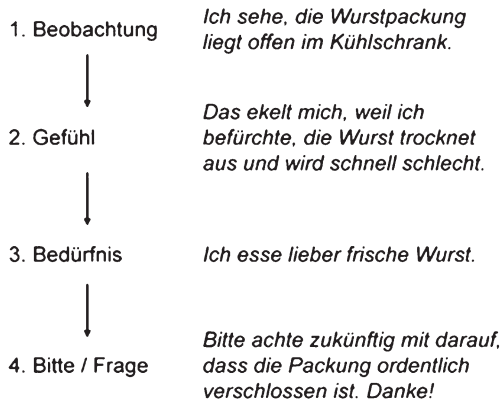 1. Beobachtung
Ich sehe, die Wurstpackung
liegt offen im Kühlschrank.
2. Gefühl
Das ekelt mich, weil ich
befürchte, die Wurst trocknet
aus und wird schnell schlecht.
3. Bedürfnis
Ich esse lieber frische Wurst.
4. Bitte / Frage
Bitte achte zukünftig mit darauf,
dass die Packung ordentlich
verschlossen ist. Danke!